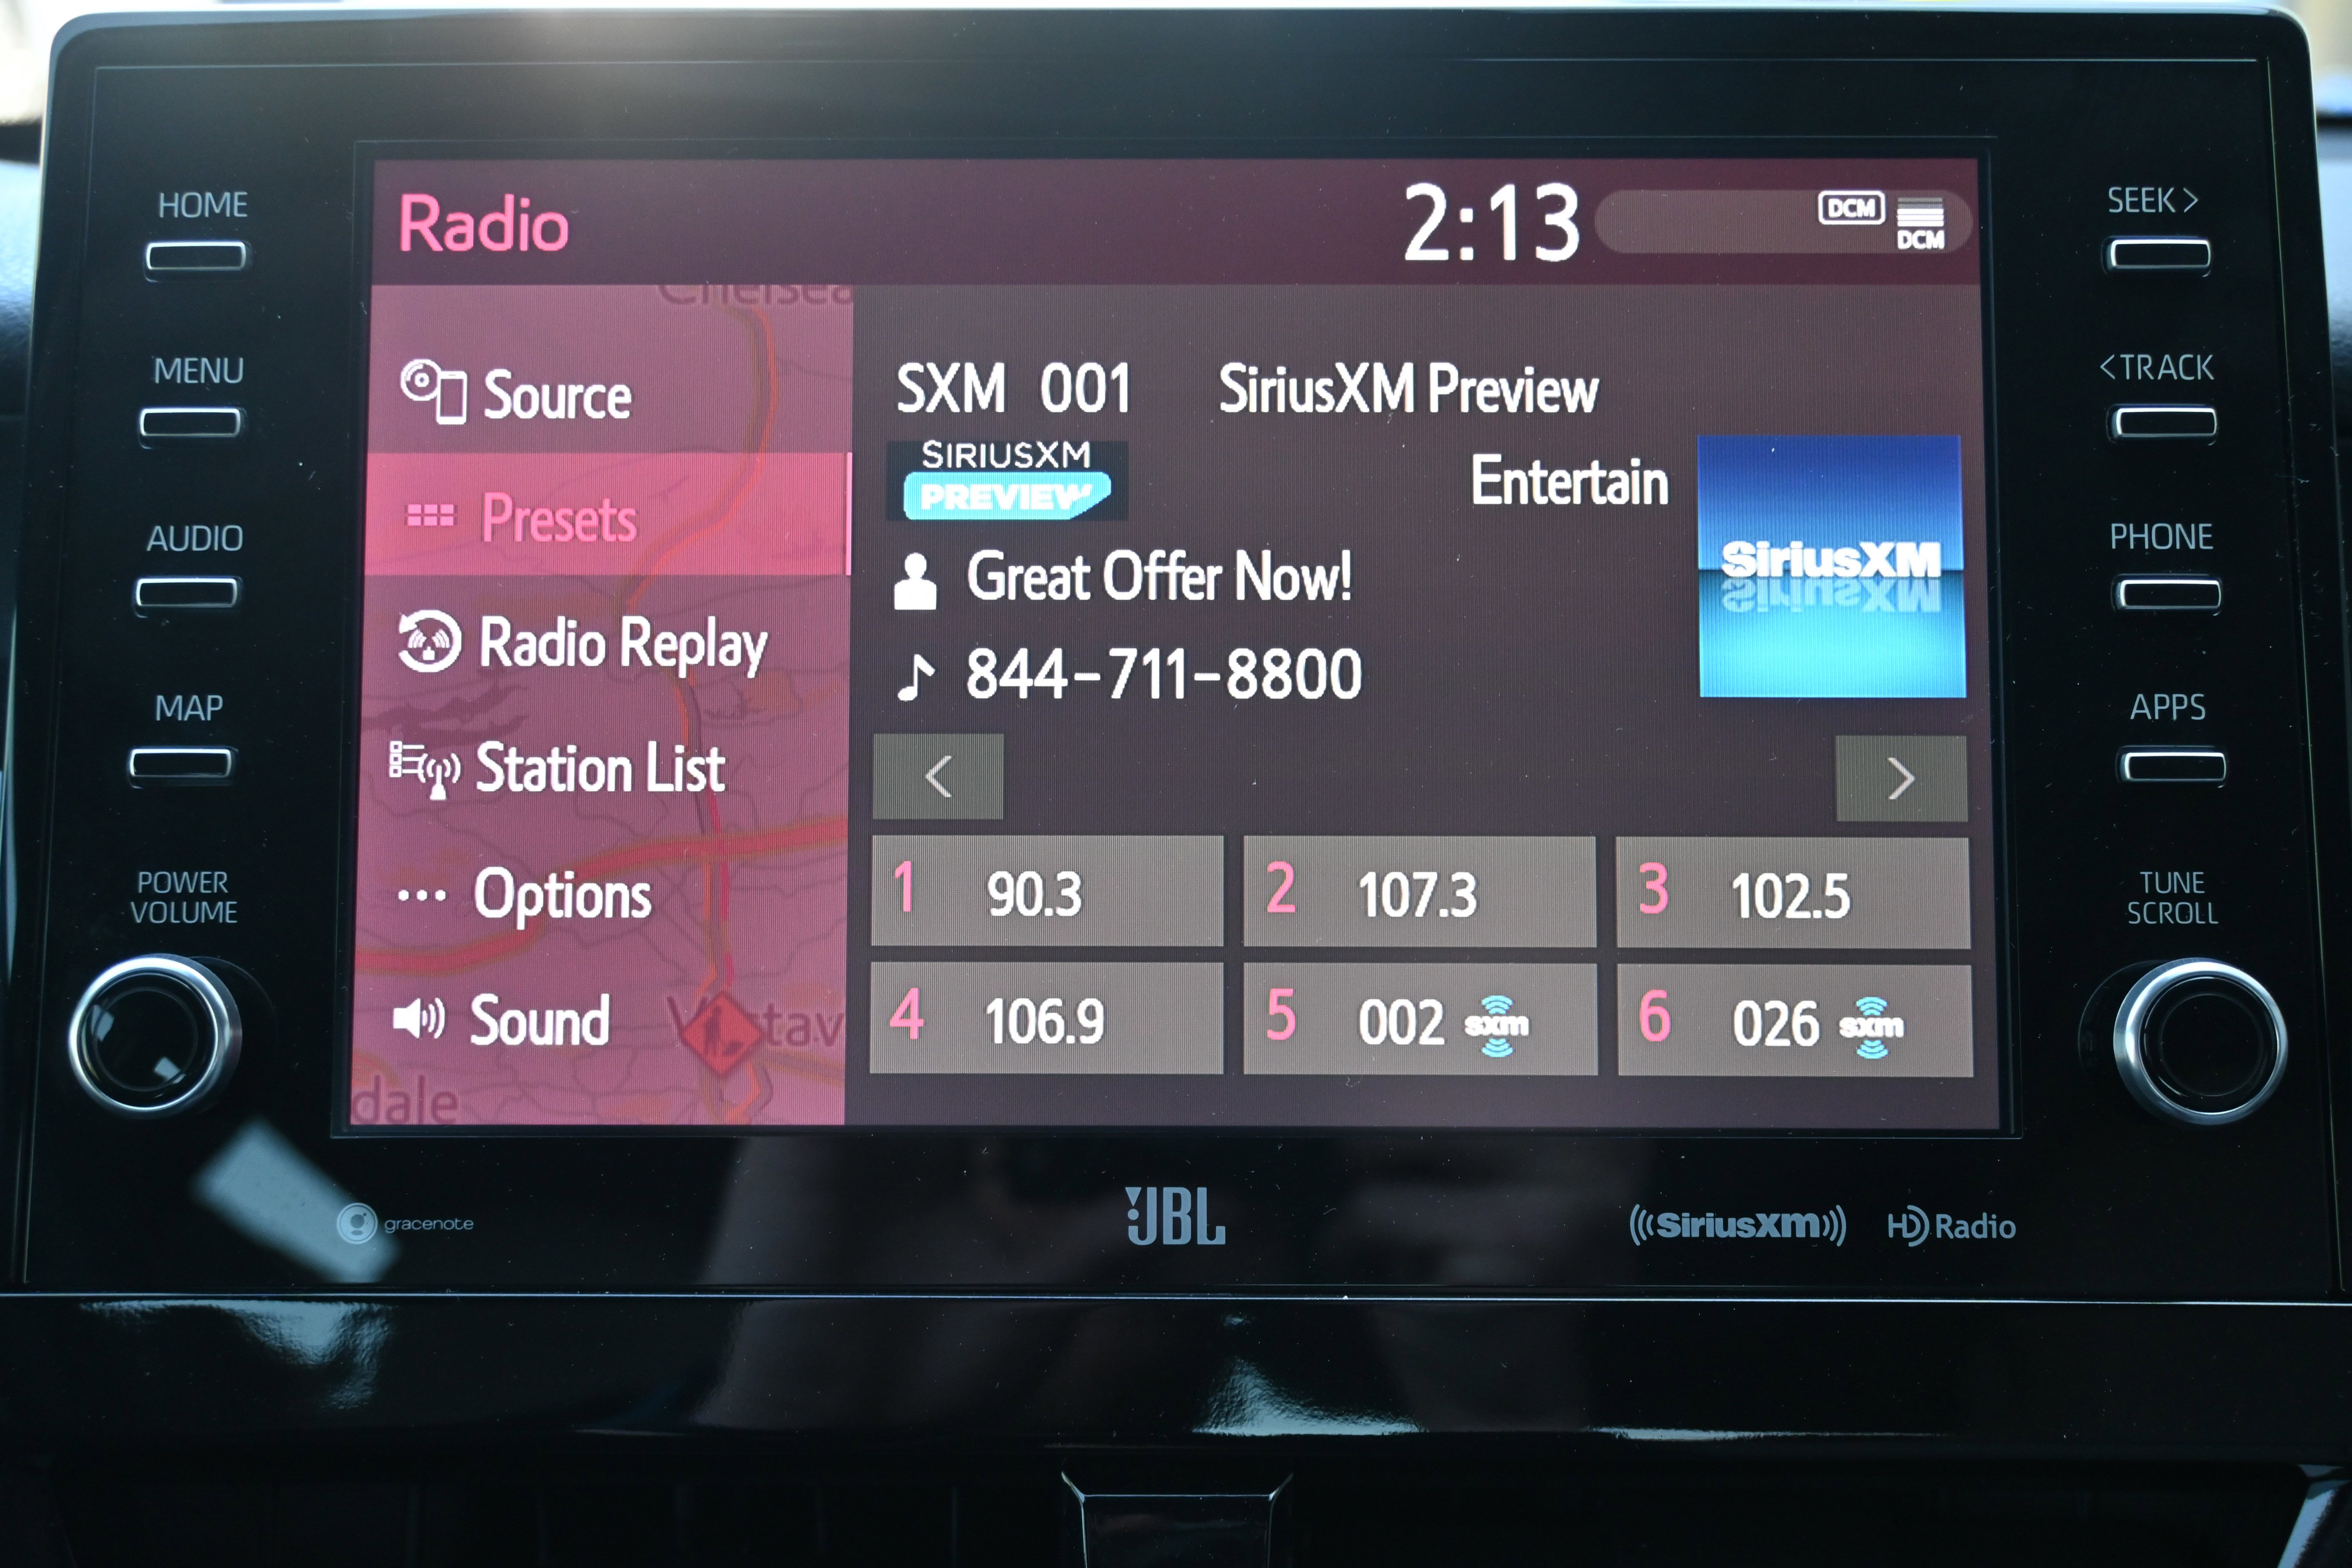 HOME
MENU
AUDIO
MAP
POWER
VOLUME
Radio
2:13
DCM
DCM
Chelsea
Source
Presets
Radio Replay
Station List
Options
Sound
dale
SXM 001 SiriusXM Preview
SIRIUSXM
PREVIEW
Entertain
SiriusXM
Great Offer Now!
844-711-8800
<
>
1 90.3
2 107.3
3 102.5
4 106.9
5 002 sxm
6 026 sxm
SEEK >
< TRACK
PHONE
APPS
TUNE
SCROLL
gracenote
JBL
((SiriusXM))
HD Radio